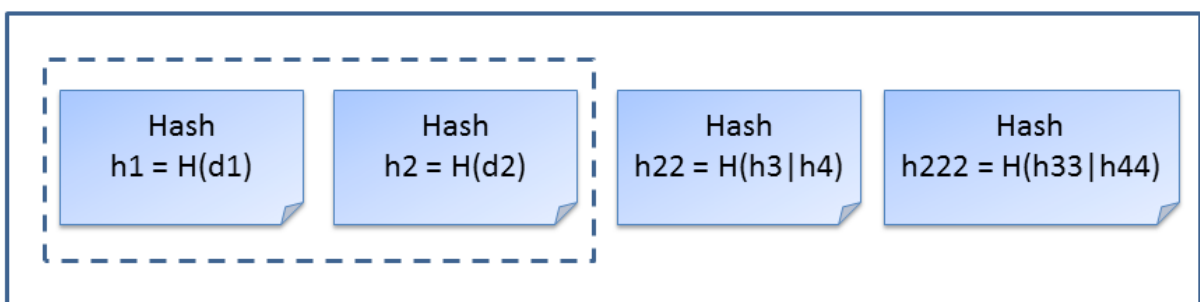 Hash
h1 = H(d1)
Hash
h2 = H(d2)
Hash
h22 = H(h3|h4)
Hash
h222 = H(h33|h44)